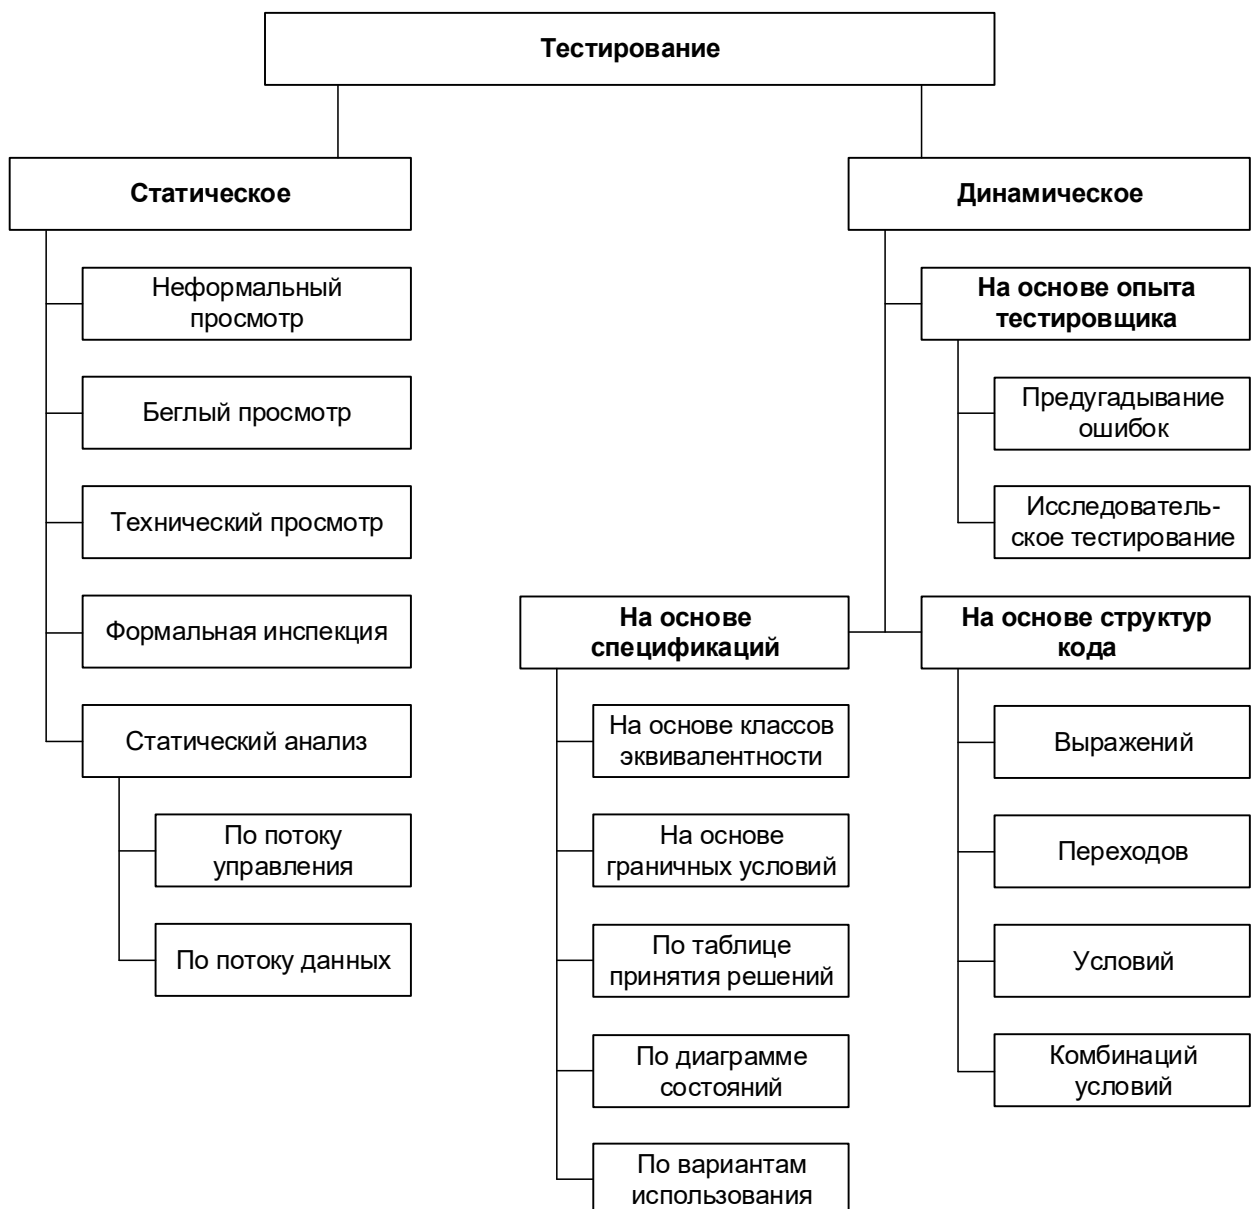 Тестирование
Статическое
Неформальный
просмотр
Беглый просмотр
Технический просмотр
Формальная инспекция
Статический анализ
По потоку
управления
По потоку данных
Динамическое
На основе опыта
тестировщика
Предугадывание
ошибок
Исследователь-
ское тестирование
На основе
спецификаций
На основе классов
эквивалентности
На основе
граничных условий
По таблице
принятия решений
По диаграмме
состояний
По вариантам
использования
На основе структур
кода
Выражений
Переходов
Условий
Комбинаций
условий